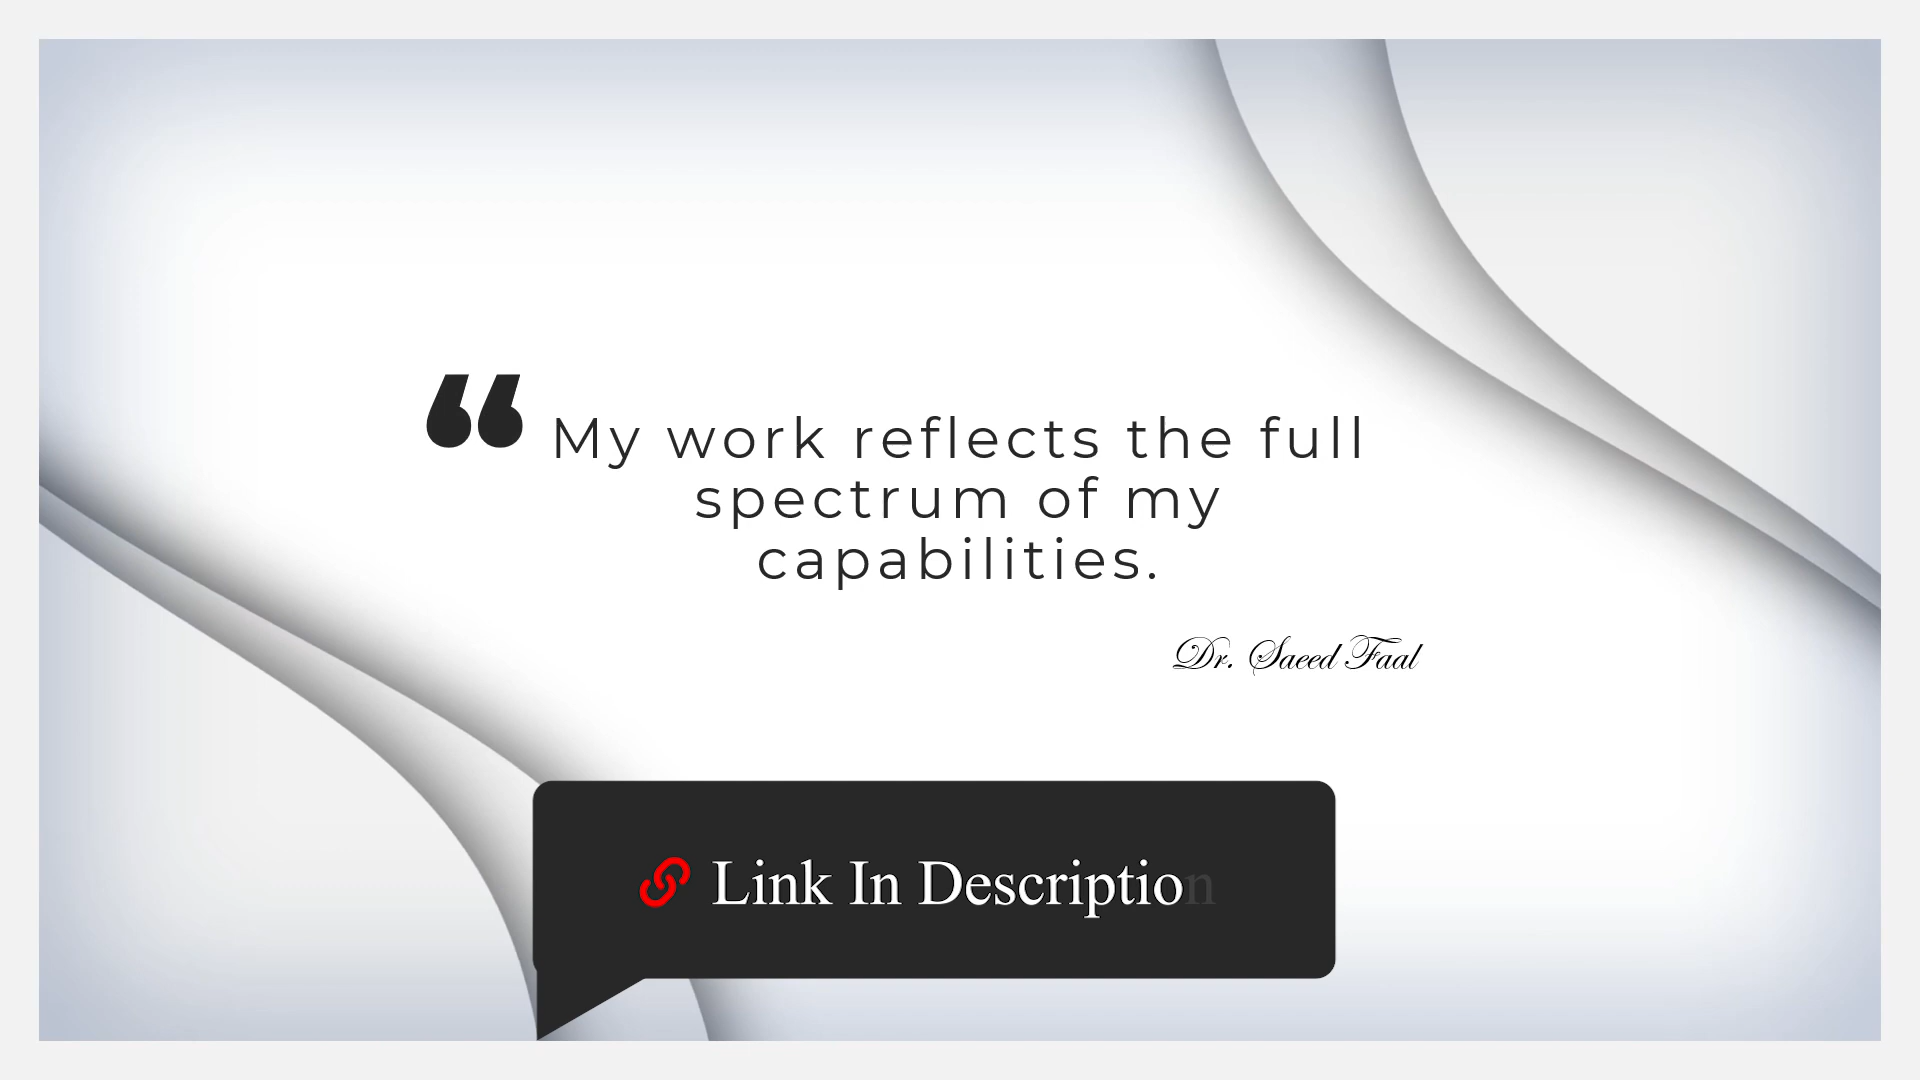 “ My work reflects the full
spectrum of my
capabilities.
Dr. Saeed Faal
Link In Description